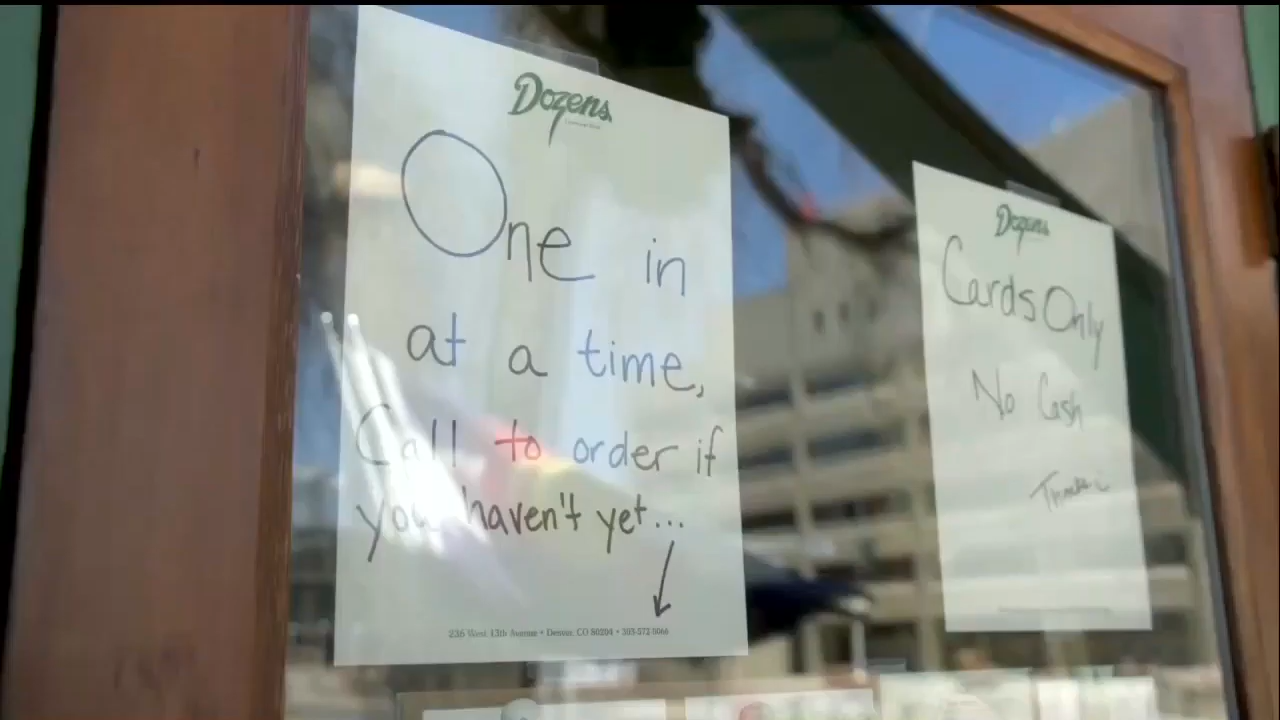 Dozens
One in
at a time,
Call to order if
you haven't yet...
236 West 13th Avenue • Denver, CO 80204 • 303-572-0066
Dozens
Cards Only
No Cash